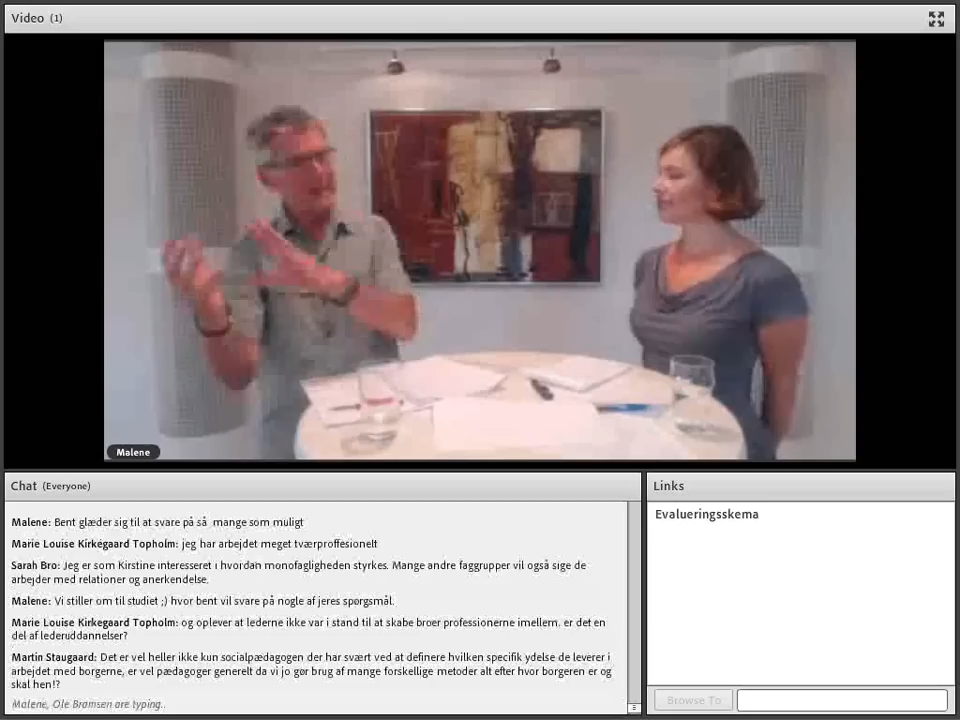 Video (1)
Malene
Chat (Everyone)
Malene: Bent glæder sig til at svare på så mange som muligt
Marie Louise Kirkegaard Topholm: jeg har arbejdet meget tværproffesionelt
Sarah Bro: Jeg er som Kirstine interesseret i hvordan monofagligheden styrkes. Mange andre faggrupper vil også sige de
arbejder med relationer og anerkendelse.
Malene: Vi stiller om til studiet ;) hvor bent vil svare på nogle af jeres spørgsmål.
Marie Louise Kirkegaard Topholm: og oplever at lederne ikke var i stand til at skabe broer professionerne imellem. er det en
del af lederuddannelser?
Martin Staugaard: Det er vel heller ikke kun socialpædagogen der har svært ved at definere hvilken specifik ydelse de leverer i
arbejdet med borgerne, er vel pædagoger generelt da vi jo gør brug af mange forskellige metoder alt efter hvor borgeren er og
skal hen!?
Malene, Ole Bramsen are typing..
Links
Evalueringsskema
Browse To